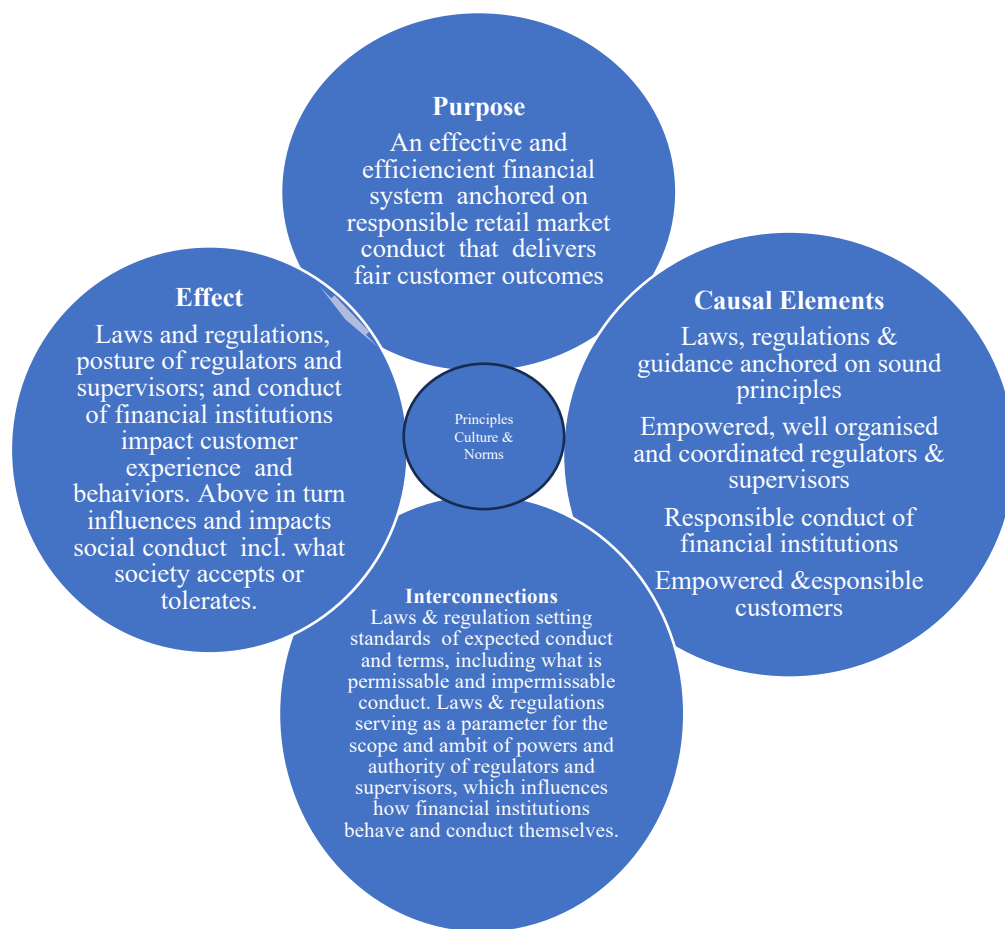 Purpose
An effective and
efficiencient financial
system anchored on
responsible retail market
conduct that delivers
fair customer outcomes
Effect
Laws and regulations,
posture of regulators and
supervisors; and conduct
of financial institutions
impact customer
experience and
behaiviors. Above in turn
influences and impacts
social conduct incl. what
society accepts or
tolerates.
Principles
Culture &
Norms
Causal Elements
Laws, regulations &
guidance anchored on sound
principles
Empowered, well organised
and coordinated regulators &
supervisors
Responsible conduct of
financial institutions
Empowered &esponsible
customers
Interconnections
Laws & regulation setting
standards of expected conduct
and terms, including what is
permissable and impermissable
conduct. Laws & regulations
serving as a parameter for the
scope and ambit of powers and
authority of regulators and
supervisors, which influences
how financial institutions
behave and conduct themselves.